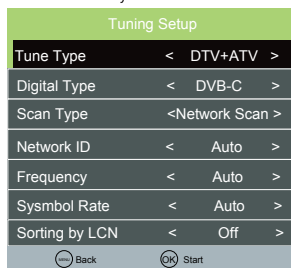 Tuning Setup
Tune Type < DTV+ATV >
Digital Type < DVB-C >
Scan Type <Network Scan >
Network ID < Auto >
Frequency < Auto >
Sysmbol Rate < Auto >
Sorting by LCN < Off >
MENU Back OK Start